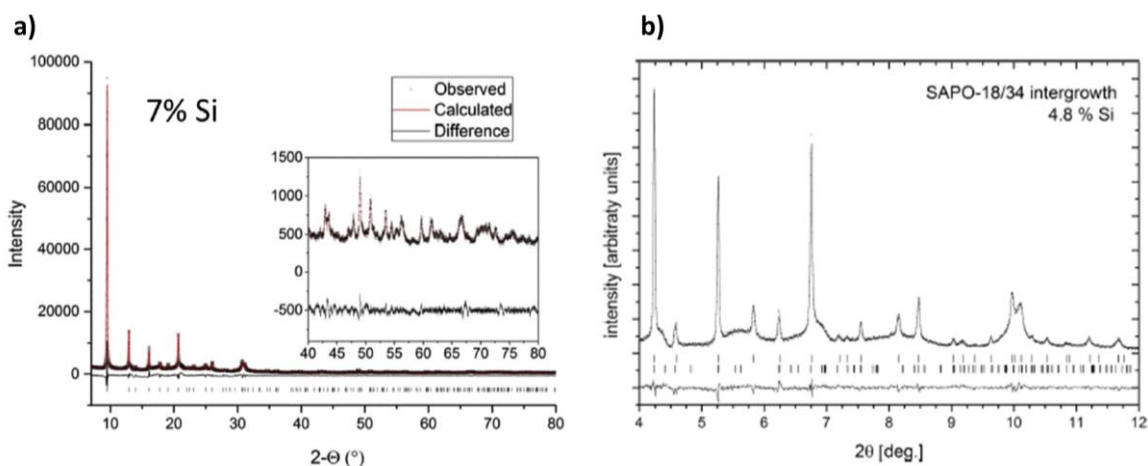 a)
100000
80000
60000
40000
20000
0
Intensity
7% Si
Observed
Calculated
Difference
1500
1000
500
0
-500
40 45 50 55 60 65 70 75 80
10 20 30 40 50 60 70 80
2-Θ (°)
b)
SAPO-18/34 intergrowth
4.8 % Si
intensity [arbitraty units]
4 5 6 7 8 9 10 11 12
2θ [deg.]